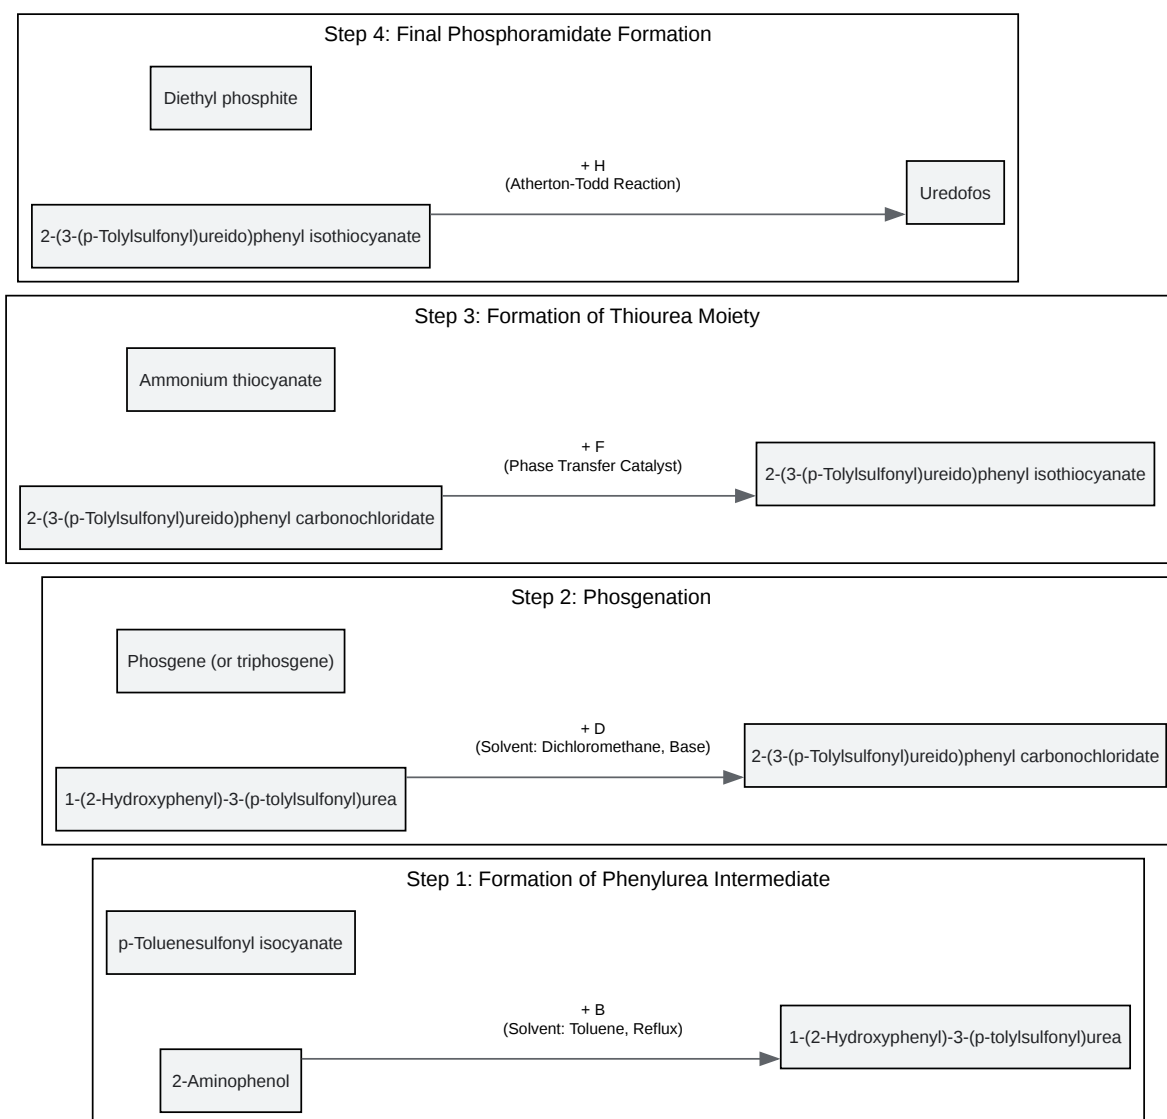 Step 4: Final Phosphoramidate Formation
Diethyl phosphite
+ H
(Atherton-Todd Reaction)
Uredofos
2-(3-(p-Tolylsulfonyl)ureido)phenyl isothiocyanate
Step 3: Formation of Thiourea Moiety
Ammonium thiocyanate
+ F
(Phase Transfer Catalyst)
2-(3-(p-Tolylsulfonyl)ureido)phenyl isothiocyanate
2-(3-(p-Tolylsulfonyl)ureido)phenyl carbonochloridate
Step 2: Phosgenation
Phosgene (or triphosgene)
+ D
(Solvent: Dichloromethane, Base)
2-(3-(p-Tolylsulfonyl)ureido)phenyl carbonochloridate
1-(2-Hydroxyphenyl)-3-(p-tolylsulfonyl)urea
Step 1: Formation of Phenylurea Intermediate
p-Toluenesulfonyl isocyanate
+ B
(Solvent: Toluene, Reflux)
1-(2-Hydroxyphenyl)-3-(p-tolylsulfonyl)urea
2-Aminophenol